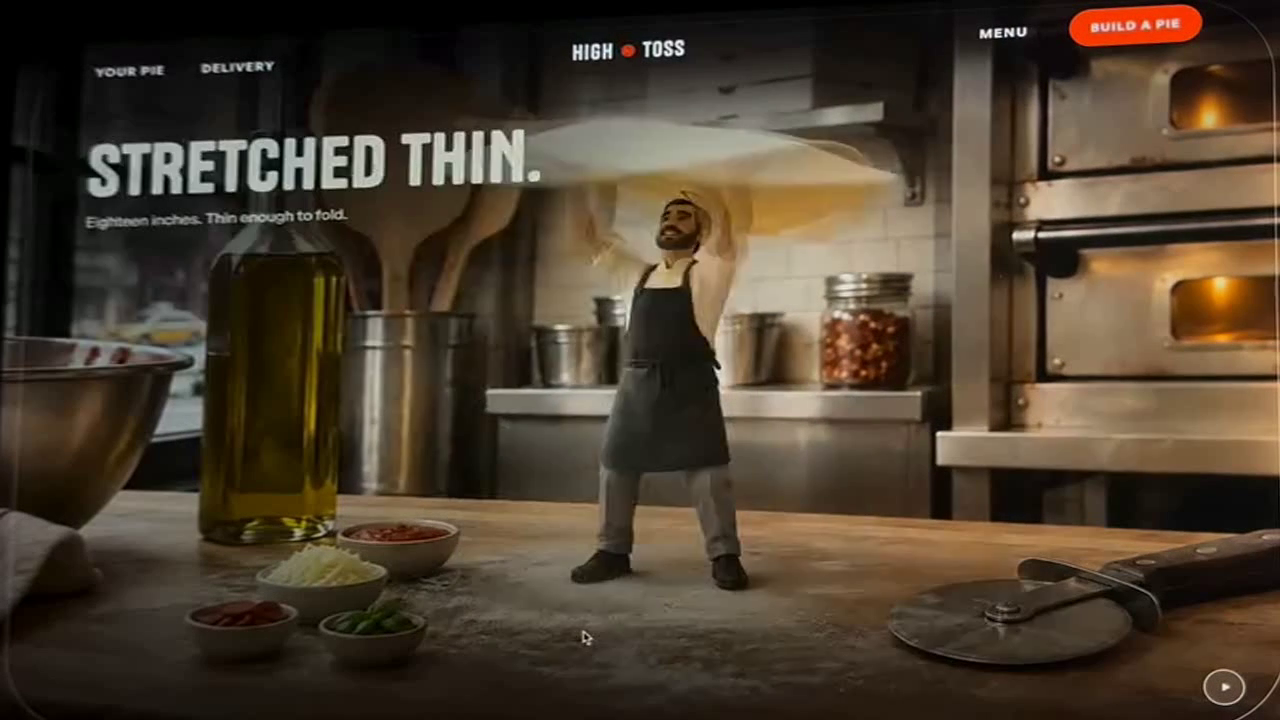 YOUR PIE
DELIVERY
HIGH TOSS
MENU
BUILD A PIE
STRETCHED THIN.
Eighteen inches. Thin enough to fold.